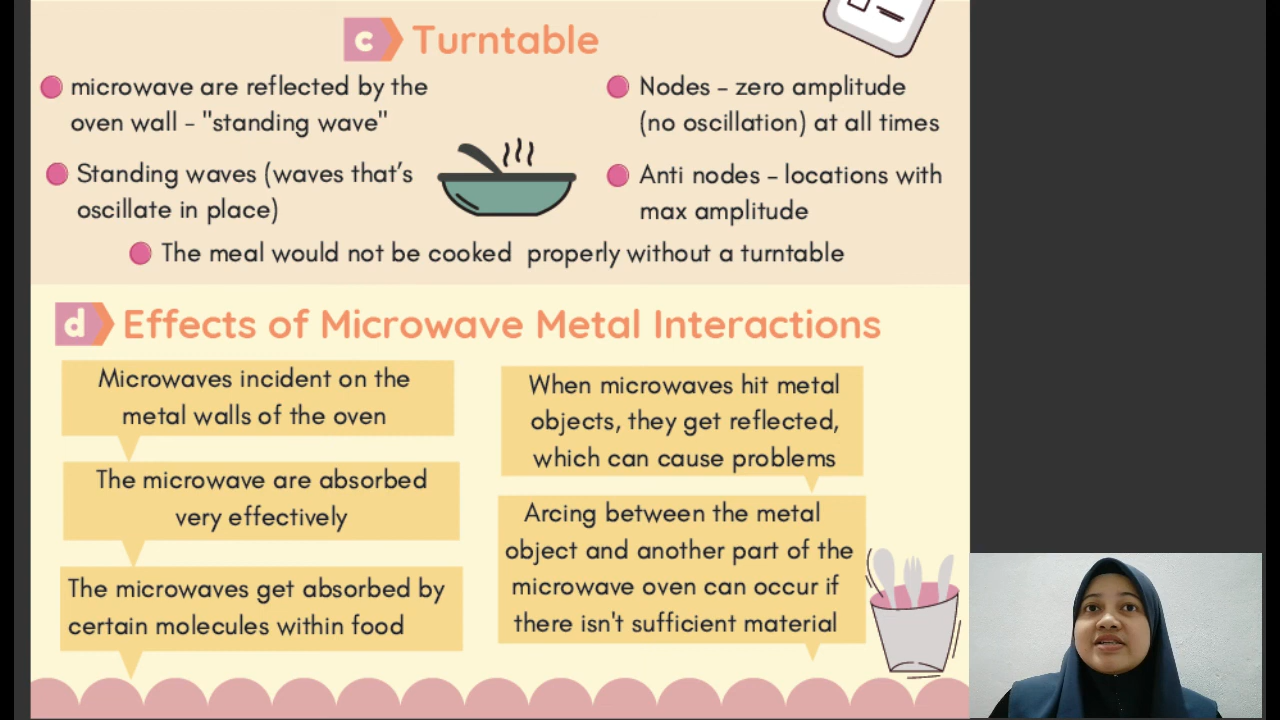 c Turntable
microwave are reflected by the
oven wall - "standing wave"
Standing waves (waves that's
oscillate in place)
Nodes - zero amplitude
(no oscillation) at all times
Anti nodes - locations with
max amplitude
The meal would not be cooked properly without a turntable
d Effects of Microwave Metal Interactions
Microwaves incident on the
metal walls of the oven
The microwave are absorbed
very effectively
The microwaves get absorbed by
certain molecules within food
When microwaves hit metal
objects, they get reflected,
which can cause problems
Arcing between the metal
object and another part of the
microwave oven can occur if
there isn't sufficient material